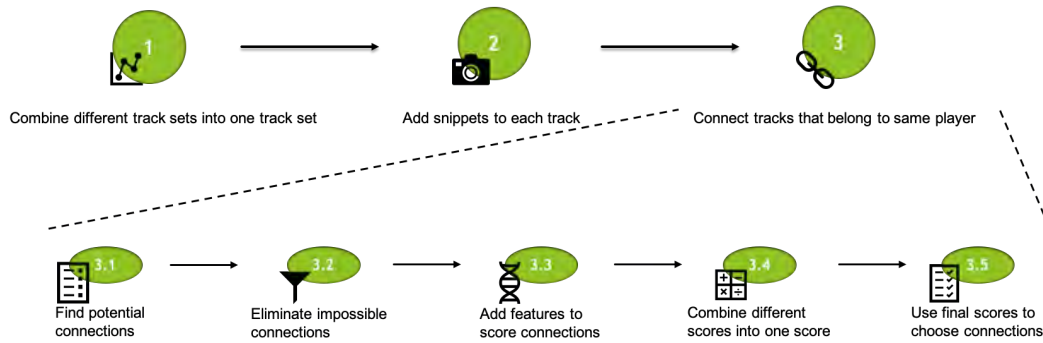 1
2
3
Combine different track sets into one track set
Add snippets to each track
Connect tracks that belong to same player
3.1
3.2
3.3
3.4
3.5
Find potential
connections
Eliminate impossible
connections
Add features to
score connections
Combine different
scores into one score
Use final scores to
choose connections